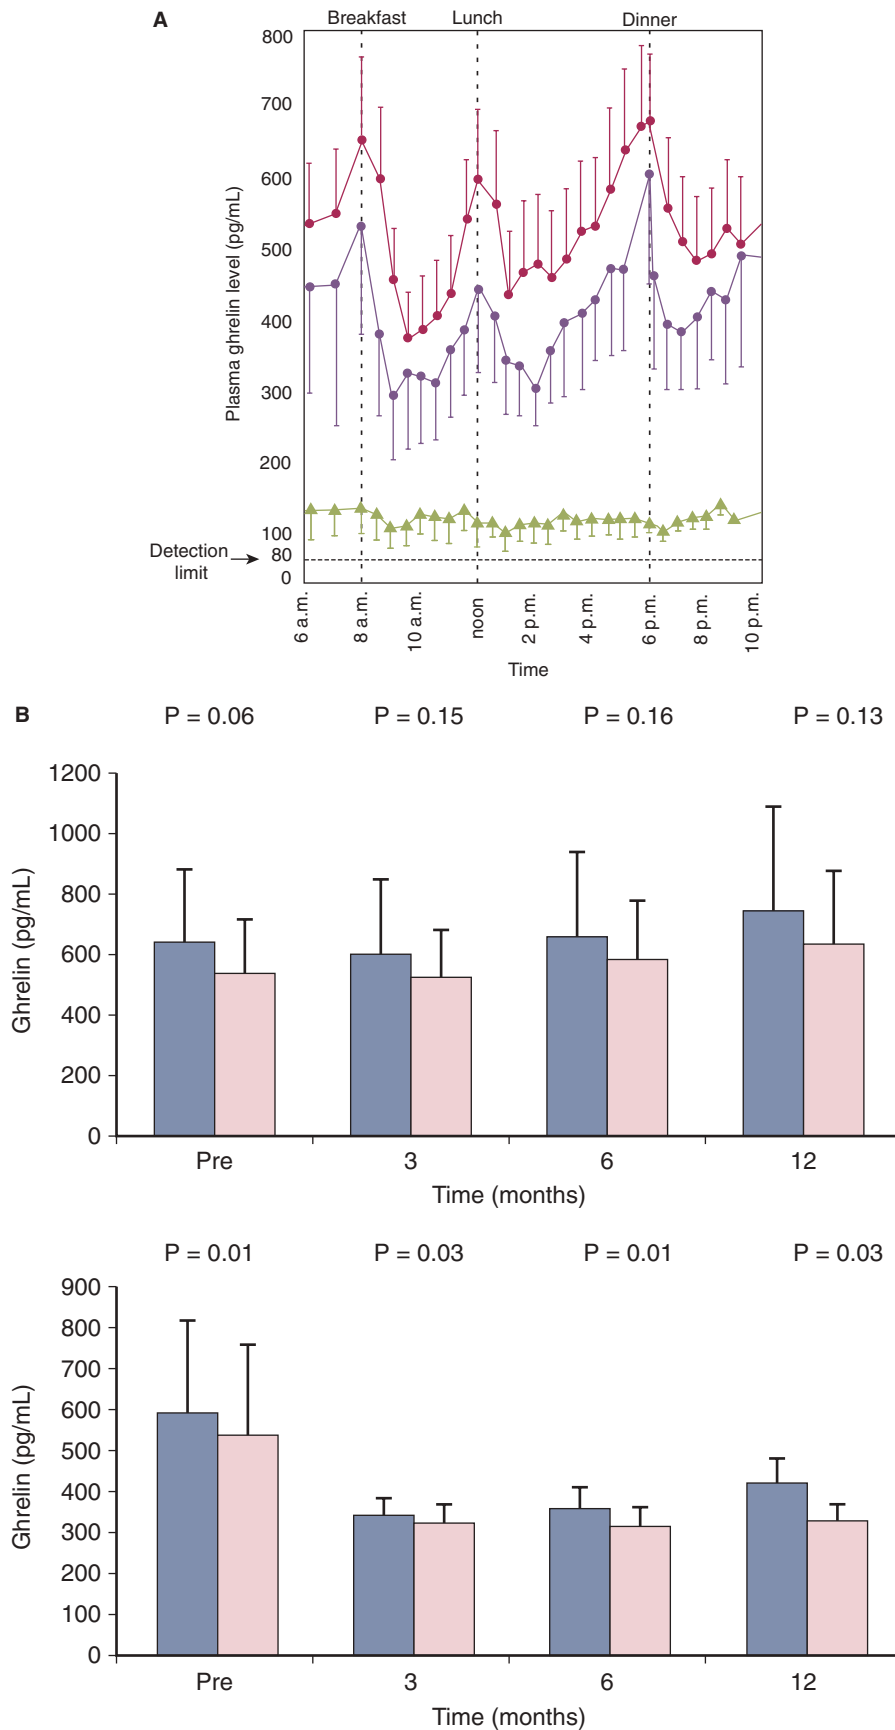 A
Breakfast Lunch Dinner
800
700
600
500
400
300
200
100
80
0
Plasma ghrelin level (pg/mL)
Detection
limit
6 a.m. 8 a.m. 10 a.m. noon 2 p.m. 4 p.m. 6 p.m. 8 p.m. 10 p.m.
Time
B
P = 0.06 P = 0.15 P = 0.16 P = 0.13
1200
1000
800
600
400
200
0
Ghrelin (pg/mL)
Pre 3 6 12
Time (months)
P = 0.01 P = 0.03 P = 0.01 P = 0.03
900
800
700
600
500
400
300
200
100
0
Ghrelin (pg/mL)
Pre 3 6 12
Time (months)